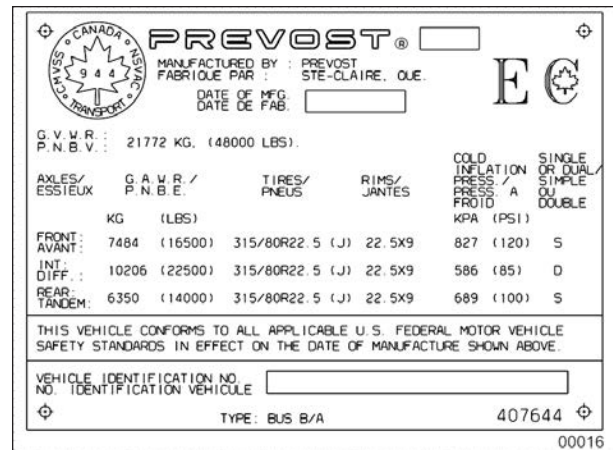 CANADA
CMVSS NSVAC
944
TRANSPORT
PREVOST®
MANUFACTURED BY : PREVOST
FABRIQUE PAR : STE-CLAIRE, QUE.
DATE OF MFG.
DATE DE FAB.
EC
G.V.W.R. :
P.N.B.V. : 21772 KG, (48000 LBS).
AXLES/ G.A.W.R./ TIRES/ RIMS/ COLD INFLATION PRESS./ SINGLE OR DUAL/
ESSIEUX P.N.B.E. PNEUS JANTES PRESS. A FROID SIMPLE OU DOUBLE
KG (LBS) KPA (PSI)
FRONT:
AVANT: 7484 (16500) 315/80R22.5 (J) 22.5X9 827 (120) S
INT:
DIFF.: 10206 (22500) 315/80R22.5 (J) 22.5X9 586 (85) D
REAR:
TANDEM: 6350 (14000) 315/80R22.5 (J) 22.5X9 689 (100) S
THIS VEHICLE CONFORMS TO ALL APPLICABLE U.S. FEDERAL MOTOR VEHICLE
SAFETY STANDARDS IN EFFECT ON THE DATE OF MANUFACTURE SHOWN ABOVE.
VEHICLE IDENTIFICATION NO.
NO. IDENTIFICATION VEHICULE
TYPE: BUS B/A 407644
00016